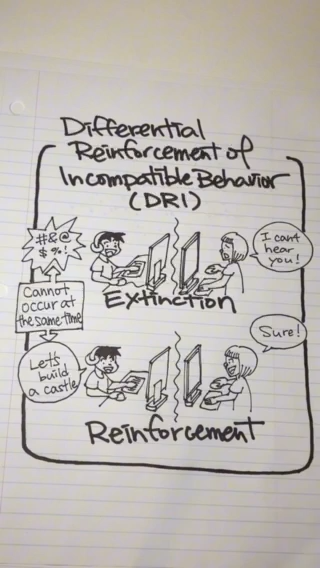 Differential
Reinforcement of
Incompatible Behavior
(DRI)
#&@
$%!
I can't
hear
you!
Extinction
Cannot
occur at
the same time
Let's
build
a castle
Sure!
Reinforcement